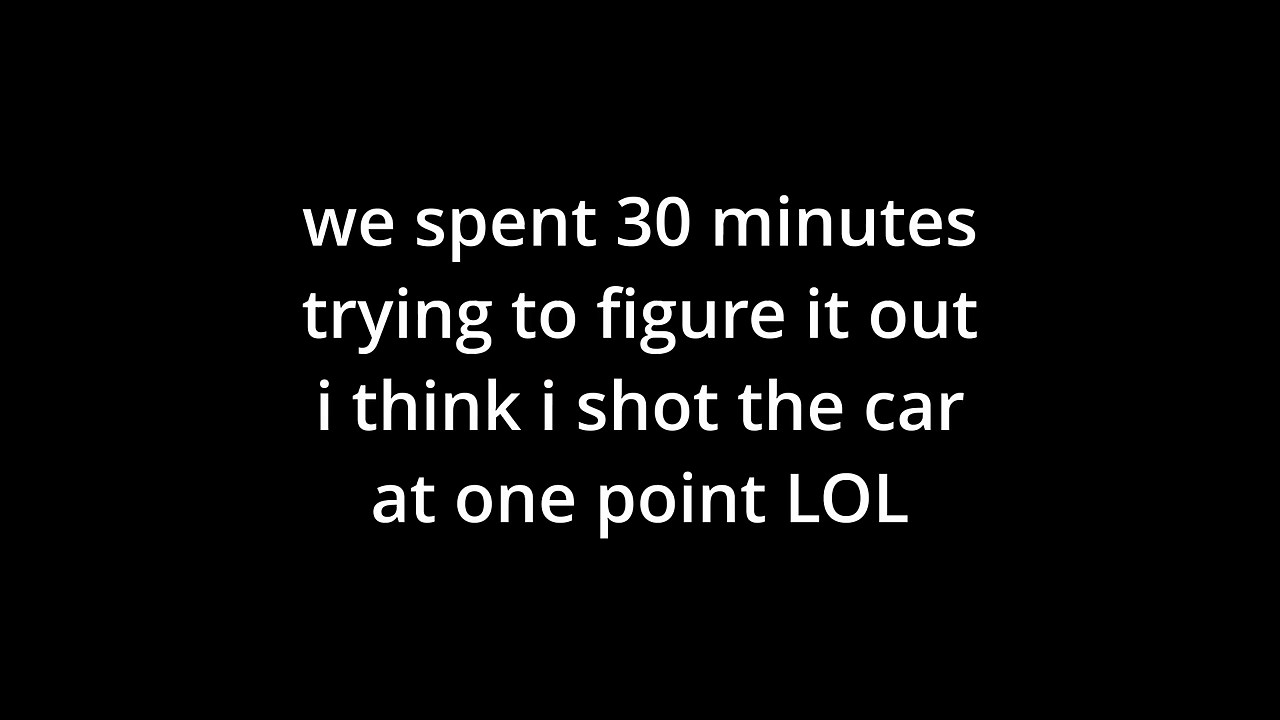 we spent 30 minutes
trying to figure it out
i think i shot the car
at one point LOL